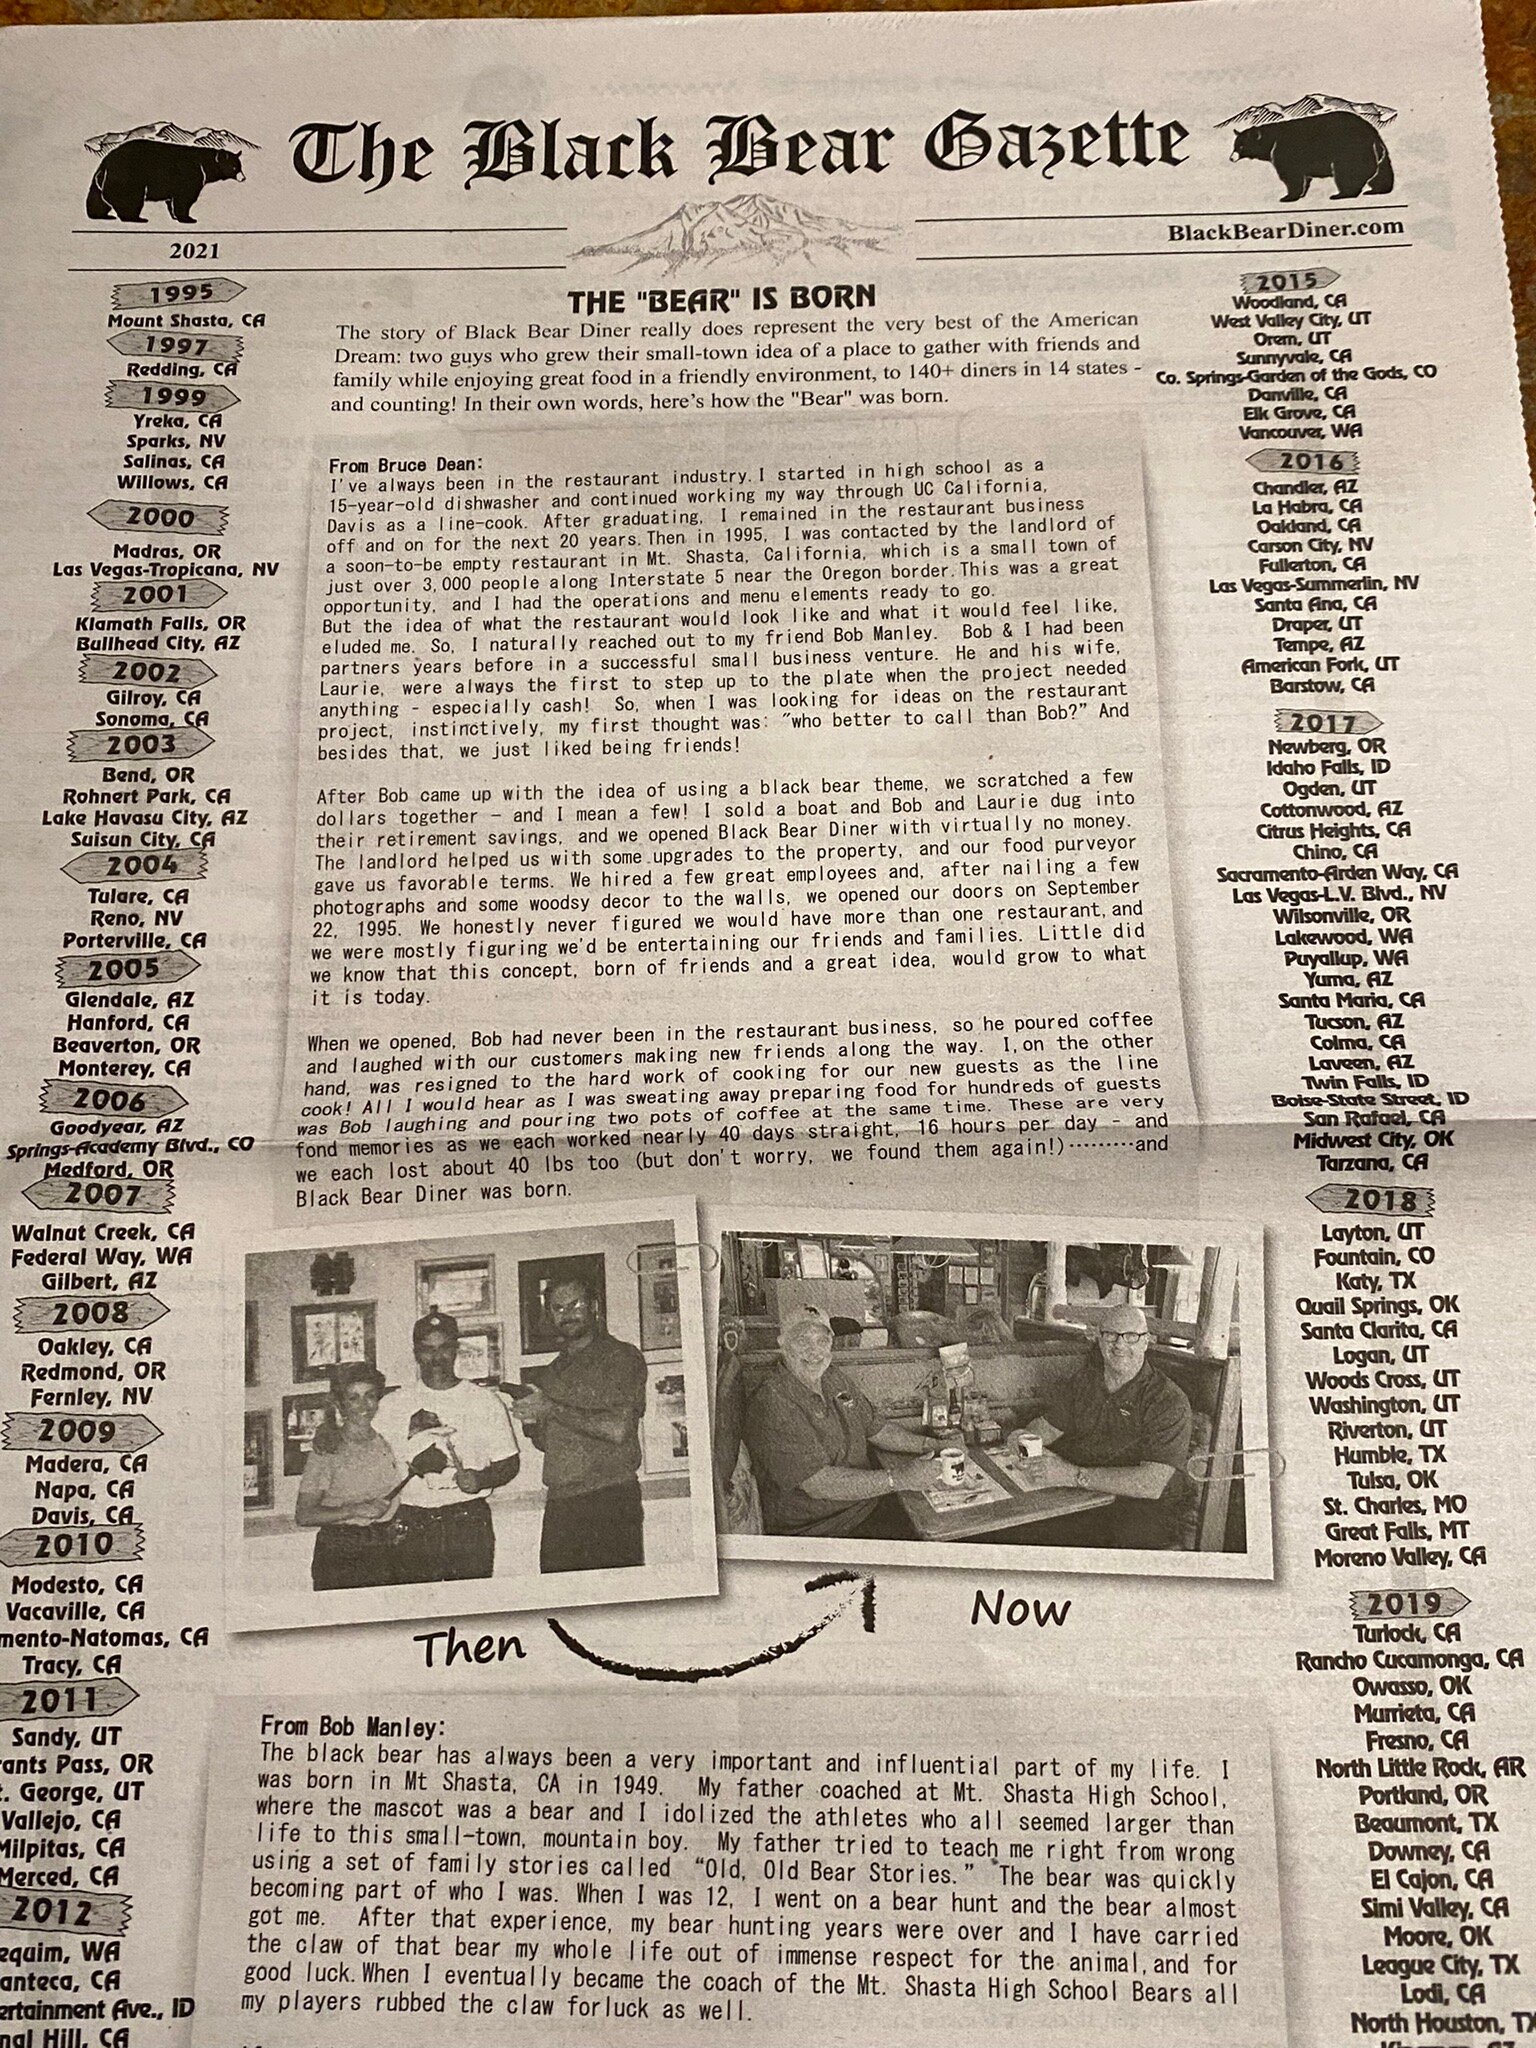 The Black Bear Gazette
2021
BlackBearDiner.com
1995
Mount Shasta, CA
1997
Redding, CA
1999
Yreka, CA
Sparks, NV
Salinas, CA
Willows, CA
2000
Madras, OR
Las Vegas-Tropicana, NV
2001
Klamath Falls, OR
Bullhead City, AZ
2002
Gilroy, CA
Sonoma, CA
2003
Bend, OR
Rohnert Park, CA
Lake Havasu City, AZ
Suisun City, CA
2004
Tulare, CA
Reno, NV
Porterville, CA
2005
Glendale, AZ
Hanford, CA
Beaverton, OR
Monterey, CA
2006
Goodyear, AZ
Springs-Academy Blvd., CO
Medford, OR
2007
Walnut Creek, CA
Federal Way, WA
Gilbert, AZ
2008
Oakley, CA
Redmond, OR
Fernley, NV
2009
Madera, CA
Napa, CA
Davis, CA
2010
Modesto, CA
Vacaville, CA
mento-Natomas, CA
Tracy, CA
2011
Sandy, UT
rants Pass, OR
t. George, UT
Vallejo, CA
Milpitas, CA
Merced, CA
2012
equim, WA
anteca, CA
ertainment Ave., ID
nal Hill, CA
THE "BEAR" IS BORN
The story of Black Bear Diner really does represent the very best of the American
Dream: two guys who grew their small-town idea of a place to gather with friends and
family while enjoying great food in a friendly environment, to 140+ diners in 14 states -
and counting! In their own words, here's how the "Bear" was born.
From Bruce Dean:
I've always been in the restaurant industry. I started in high school as a
15-year-old dishwasher and continued working my way through UC California,
Davis as a line-cook. After graduating, I remained in the restaurant business
off and on for the next 20 years. Then in 1995, I was contacted by the landlord of
a soon-to-be empty restaurant in Mt. Shasta, California, which is a small town of
just over 3,000 people along Interstate 5 near the Oregon border. This was a great
opportunity, and I had the operations and menu elements ready to go.
But the idea of what the restaurant would look like and what it would feel like,
eluded me. So, I naturally reached out to my friend Bob Manley. Bob & I had been
partners years before in a successful small business venture. He and his wife,
Laurie, were always the first to step up to the plate when the project needed
anything - especially cash! So, when I was looking for ideas on the restaurant
project, instinctively, my first thought was: "who better to call than Bob?" And
besides that, we just liked being friends!
After Bob came up with the idea of using a black bear theme, we scratched a few
dollars together - and I mean a few! I sold a boat and Bob and Laurie dug into
their retirement savings, and we opened Black Bear Diner with virtually no money.
The landlord helped us with some upgrades to the property, and our food purveyor
gave us favorable terms. We hired a few great employees and, after nailing a few
photographs and some woodsy decor to the walls, we opened our doors on September
22, 1995. We honestly never figured we would have more than one restaurant, and
we were mostly figuring we'd be entertaining our friends and families. Little did
we know that this concept, born of friends and a great idea, would grow to what
it is today.
When we opened, Bob had never been in the restaurant business, so he poured coffee
and laughed with our customers making new friends along the way. I, on the other
hand, was resigned to the hard work of cooking for our new guests as the line
cook! All I would hear as I was sweating away preparing food for hundreds of guests
was Bob laughing and pouring two pots of coffee at the same time. These are very
fond memories as we each worked nearly 40 days straight, 16 hours per day - and
we each lost about 40 lbs too (but don't worry, we found them again!)·········and
Black Bear Diner was born.
Then
Now
From Bob Manley:
The black bear has always been a very important and influential part of my life. I
was born in Mt Shasta, CA in 1949. My father coached at Mt. Shasta High School,
where the mascot was a bear and I idolized the athletes who all seemed larger than
life to this small-town, mountain boy. My father tried to teach me right from wrong
using a set of family stories called "Old, Old Bear Stories." The bear was quickly
becoming part of who I was. When I was 12, I went on a bear hunt and the bear almost
got me. After that experience, my bear hunting years were over and I have carried
the claw of that bear my whole life out of immense respect for the animal, and for
good luck. When I eventually became the coach of the Mt. Shasta High School Bears all
my players rubbed the claw forluck as well.
2015
Woodland, CA
West Valley City, UT
Orem, UT
Sunnyvale, CA
Co. Springs-Garden of the Gods, CO
Danville, CA
Elk Grove, CA
Vancouver, WA
2016
Chandler, AZ
La Habra, CA
Oakland, CA
Carson City, NV
Fullerton, CA
Las Vegas-Summerlin, NV
Santa Ana, CA
Draper, UT
Tempe, AZ
American Fork, UT
Barstow, CA
2017
Newberg, OR
Idaho Falls, ID
Ogden, UT
Cottonwood, AZ
Citrus Heights, CA
Chino, CA
Sacramento-Arden Way, CA
Las Vegas-L.V. Blvd., NV
Wilsonville, OR
Lakewood, WA
Puyallup, WA
Yuma, AZ
Santa Maria, CA
Tucson, AZ
Colma, CA
Laveen, AZ
Twin Falls, ID
Boise-State Street, ID
San Rafael, CA
Midwest City, OK
Tarzana, CA
2018
Layton, UT
Fountain, CO
Katy, TX
Quail Springs, OK
Santa Clarita, CA
Logan, UT
Woods Cross, UT
Washington, UT
Riverton, UT
Humble, TX
Tulsa, OK
St. Charles, MO
Great Falls, MT
Moreno Valley, CA
2019
Turlock, CA
Rancho Cucamonga, CA
Owasso, OK
Murrieta, CA
Fresno, CA
North Little Rock, AR
Portland, OR
Beaumont, TX
Downey, CA
El Cajon, CA
Simi Valley, CA
Moore, OK
League City, TX
Lodi, CA
North Houston, TX